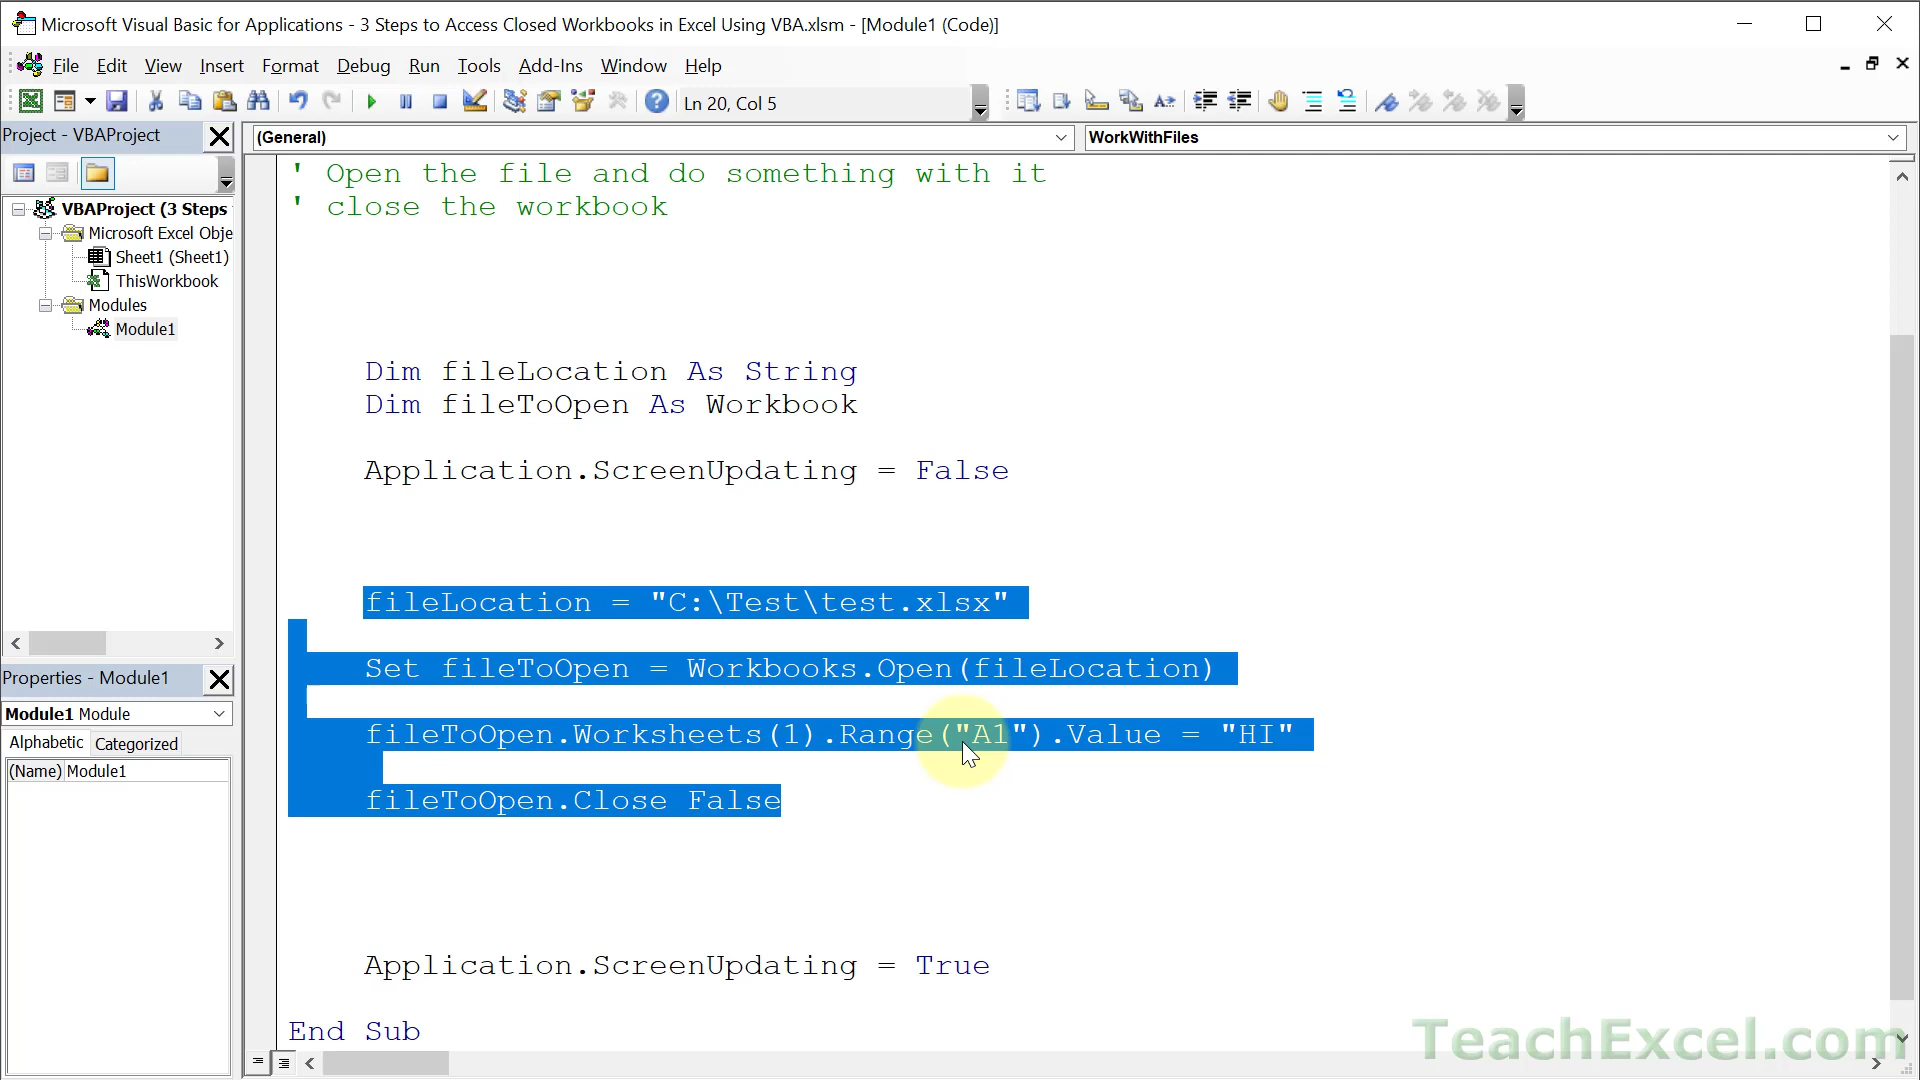 Microsoft Visual Basic for Applications - 3 Steps to Access Closed Workbooks in Excel Using VBA.xlsm - [Module1 (Code)]
File Edit View Insert Format Debug Run Tools Add-Ins Window Help
Ln 20, Col 5
Project - VBAProject
(General)
WorkWithFiles
VBAProject (3 Steps
Microsoft Excel Obje
Sheet1 (Sheet1)
ThisWorkbook
Modules
Module1
Properties - Module1
Module1 Module
Alphabetic Categorized
(Name) Module1
' Open the file and do something with it
' close the workbook
Dim fileLocation As String
Dim fileToOpen As Workbook
Application.ScreenUpdating = False
fileLocation = "C:\Test\test.xlsx"
Set fileToOpen = Workbooks.Open(fileLocation)
fileToOpen.Worksheets(1).Range("A1").Value = "HI"
fileToOpen.Close False
Application.ScreenUpdating = True
End Sub
TeachExcel.com